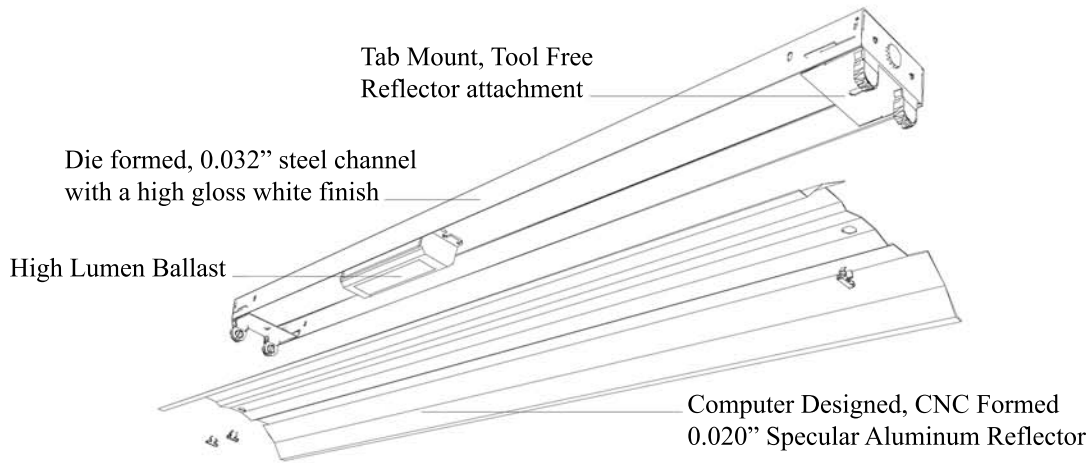 Tab Mount, Tool Free
Reflector attachment
Die formed, 0.032” steel channel
with a high gloss white finish
High Lumen Ballast
Computer Designed, CNC Formed
0.020” Specular Aluminum Reflector